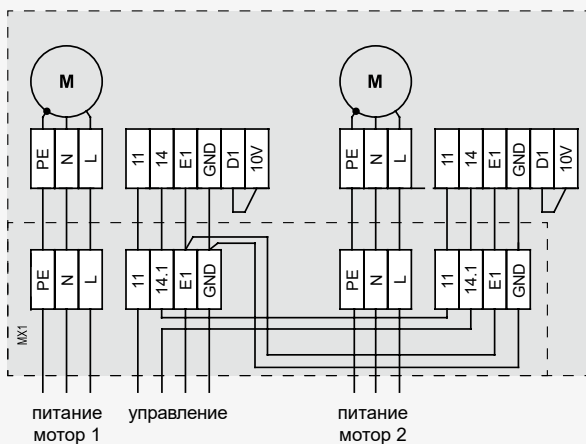 M
M
PE N L
11 14 E1 GND D1 10V
PE N L
11 14 E1 GND D1 10V
PE N L
11 14.1 E1 GND
PE N L
11 14.1 E1 GND
MX1
питание
мотор 1
управление
питание
мотор 2